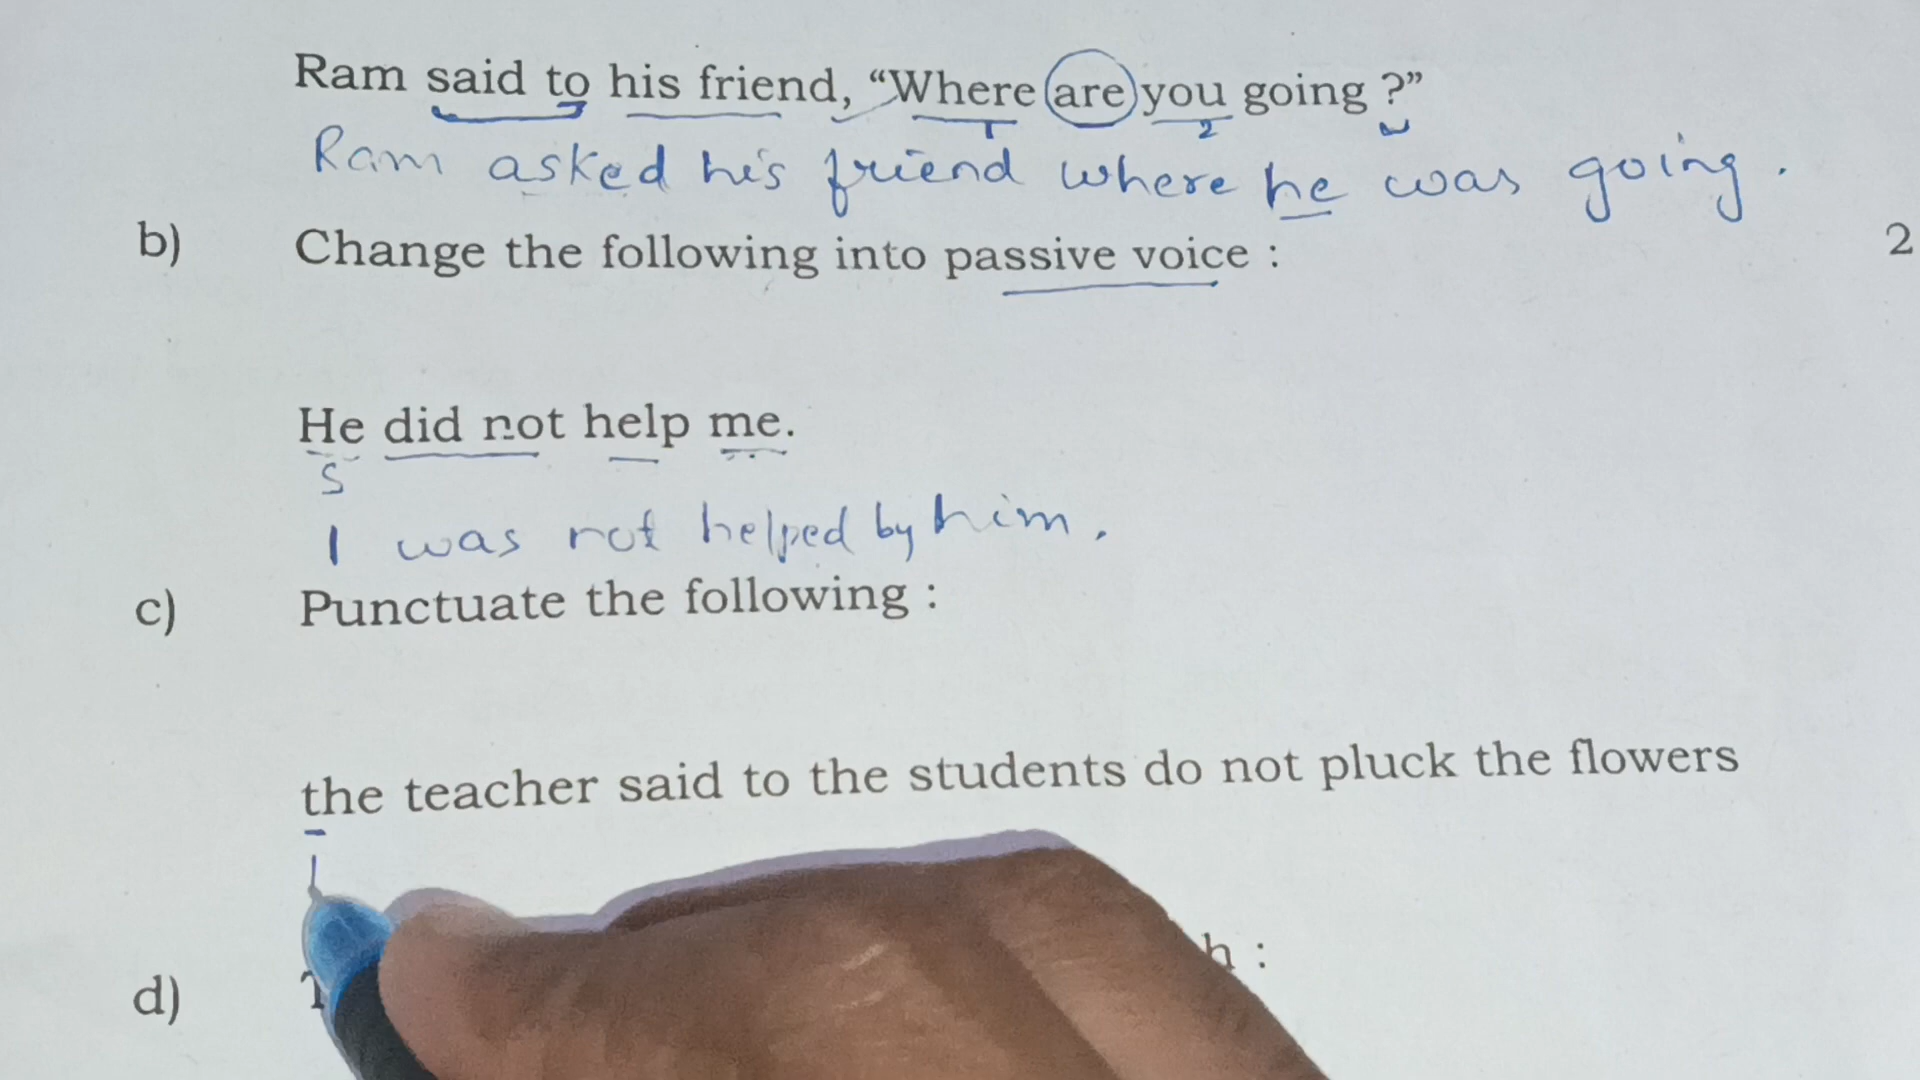 Ram said to his friend, “Where are you going ?”
1 2
Ram asked his friend where he was going.
b) Change the following into passive voice : 2
He did not help me.
S
I was not helped by him.
c) Punctuate the following :
the teacher said to the students do not pluck the flowers
d)